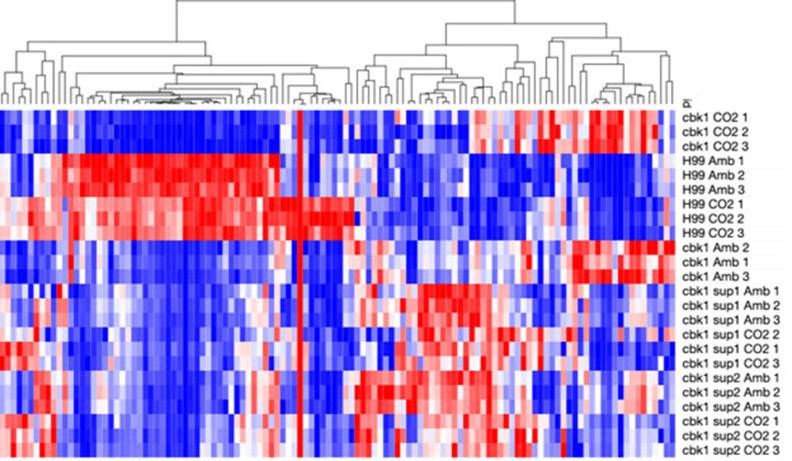 cbk1 CO2 1
cbk1 CO2 2
cbk1 CO2 3
H99 Amb 1
H99 Amb 2
H99 Amb 3
H99 CO2 1
H99 CO2 2
H99 CO2 3
cbk1 Amb 2
cbk1 Amb 1
cbk1 Amb 3
cbk1 sup1 Amb 1
cbk1 sup1 Amb 2
cbk1 sup1 Amb 3
cbk1 sup1 CO2 2
cbk1 sup1 CO2 1
cbk1 sup1 CO2 3
cbk1 sup2 Amb 1
cbk1 sup2 Amb 2
cbk1 sup2 Amb 3
cbk1 sup2 CO2 1
cbk1 sup2 CO2 2
cbk1 sup2 CO2 3